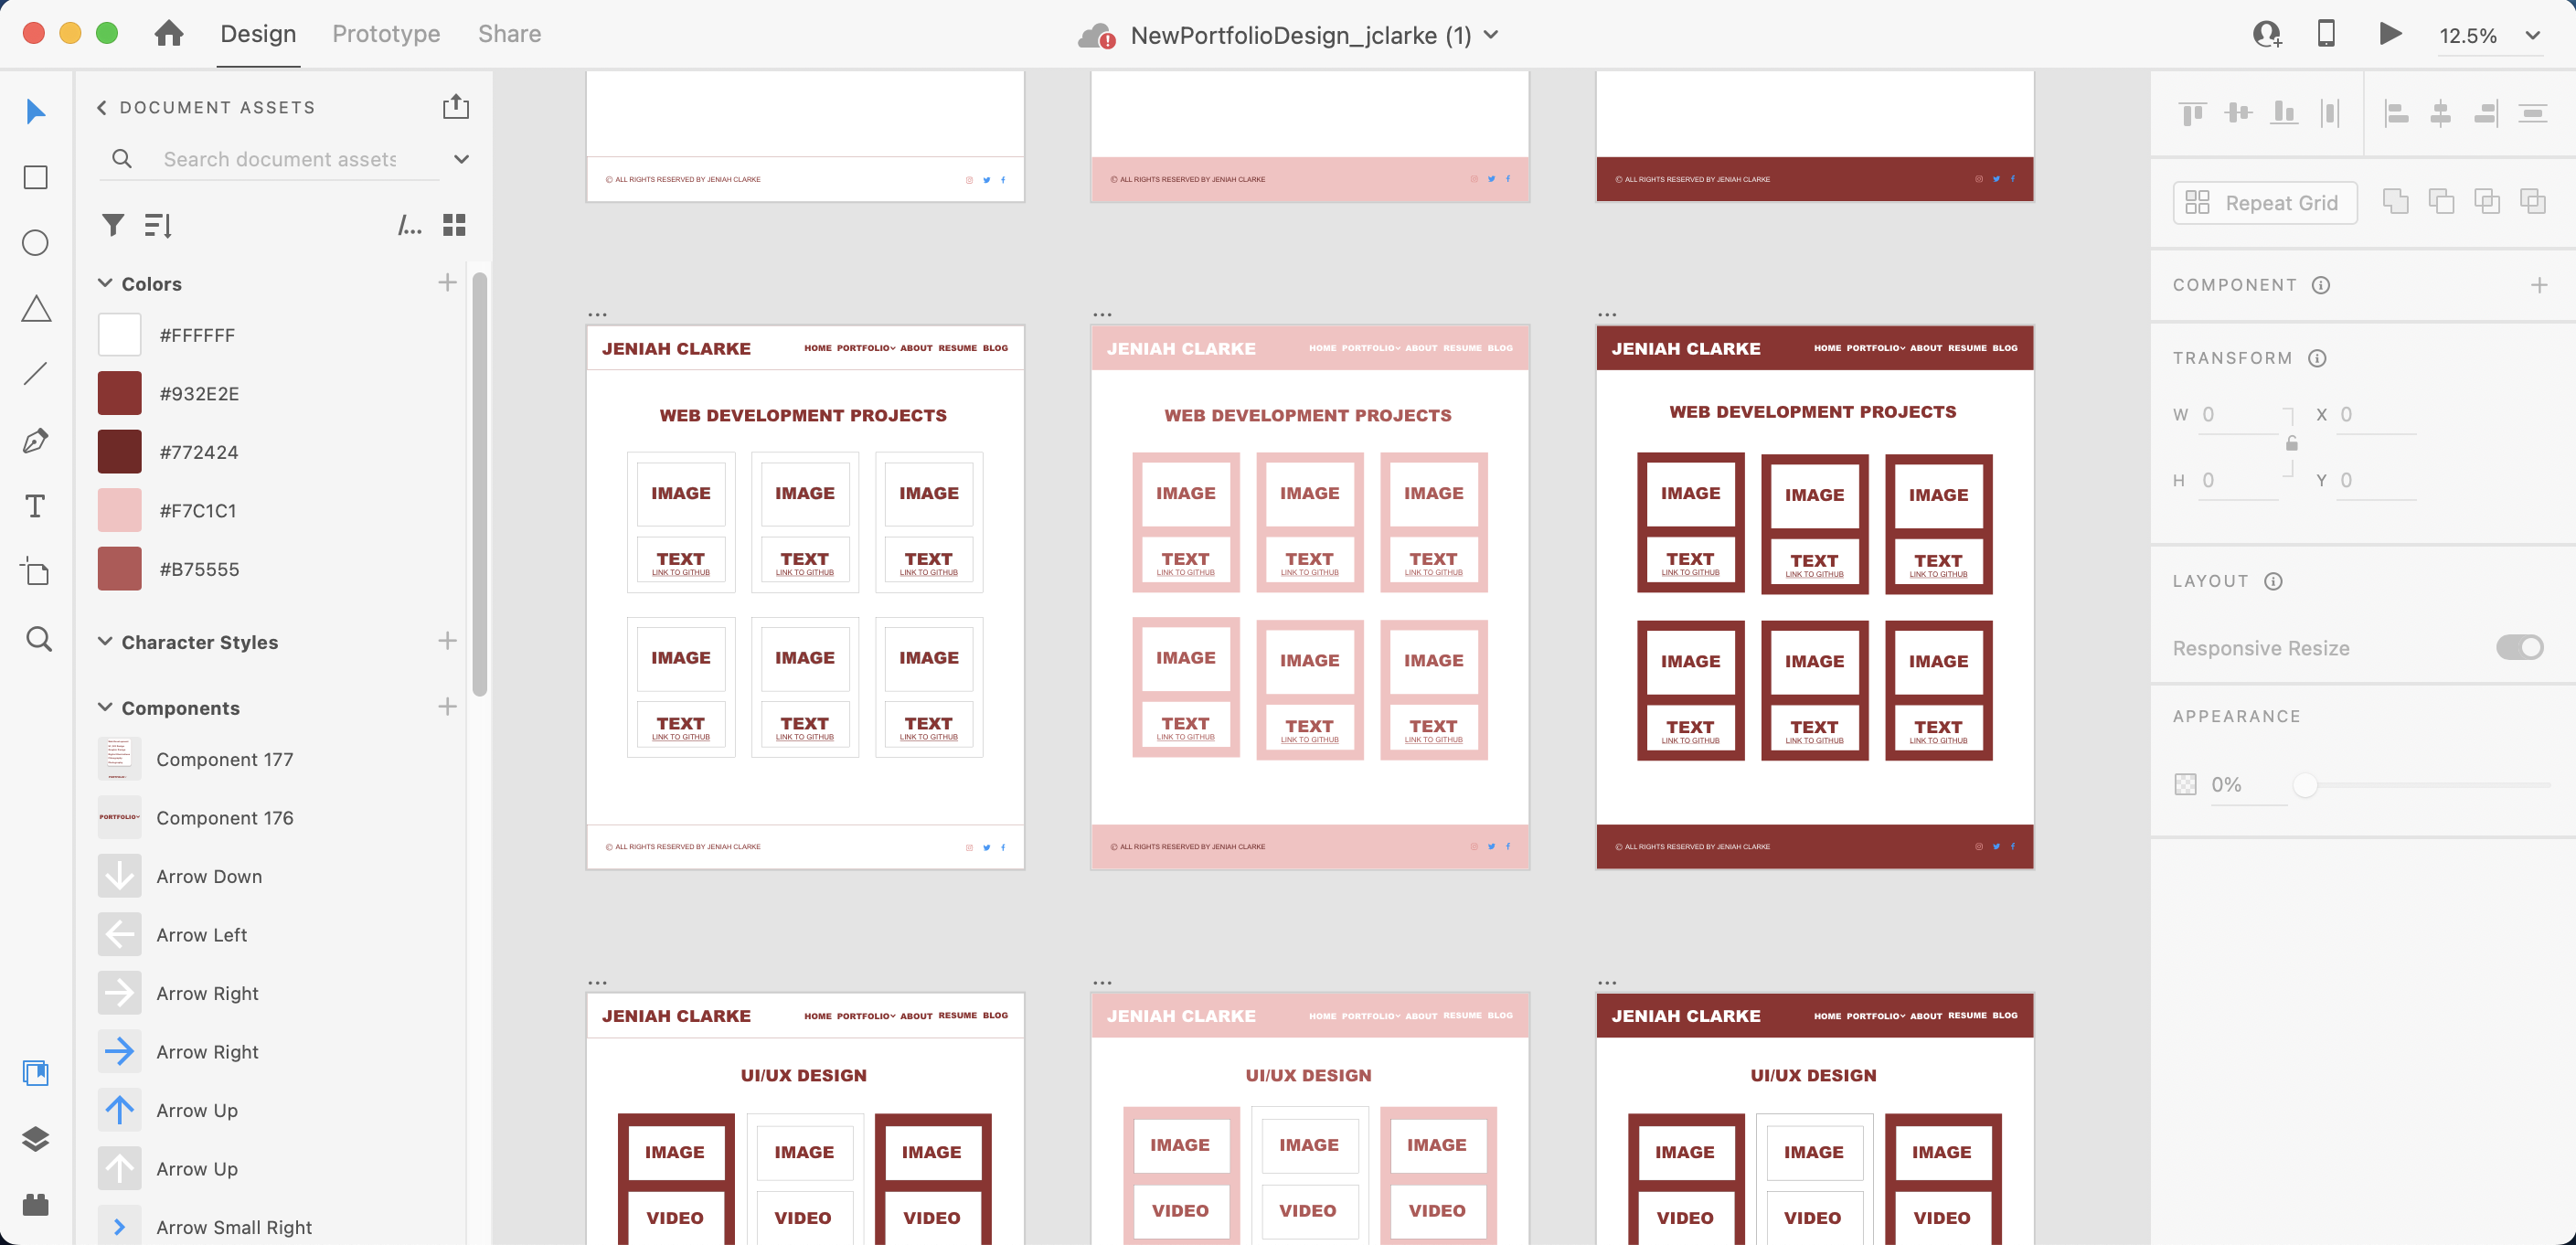 Design Prototype Share
NewPortfolioDesign_jclarke (1)
12.5%
DOCUMENT ASSETS
Search document assets
/...
Colors
#FFFFFF
#932E2E
#772424
#F7C1C1
#B75555
Character Styles
Components
Component 177
PORTFOLIO
Component 176
Arrow Down
Arrow Left
Arrow Right
Arrow Right
Arrow Up
Arrow Up
Arrow Small Right
© ALL RIGHTS RESERVED BY JENIAH CLARKE
© ALL RIGHTS RESERVED BY JENIAH CLARKE
© ALL RIGHTS RESERVED BY JENIAH CLARKE
...
JENIAH CLARKE HOME PORTFOLIO ABOUT RESUME BLOG
WEB DEVELOPMENT PROJECTS
IMAGE IMAGE IMAGE
TEXT TEXT TEXT
LINK TO GITHUB LINK TO GITHUB LINK TO GITHUB
IMAGE IMAGE IMAGE
TEXT TEXT TEXT
LINK TO GITHUB LINK TO GITHUB LINK TO GITHUB
© ALL RIGHTS RESERVED BY JENIAH CLARKE
...
JENIAH CLARKE HOME PORTFOLIO ABOUT RESUME BLOG
WEB DEVELOPMENT PROJECTS
IMAGE IMAGE IMAGE
TEXT TEXT TEXT
LINK TO GITHUB LINK TO GITHUB LINK TO GITHUB
IMAGE IMAGE IMAGE
TEXT TEXT TEXT
LINK TO GITHUB LINK TO GITHUB LINK TO GITHUB
© ALL RIGHTS RESERVED BY JENIAH CLARKE
...
JENIAH CLARKE HOME PORTFOLIO ABOUT RESUME BLOG
WEB DEVELOPMENT PROJECTS
IMAGE IMAGE IMAGE
TEXT TEXT TEXT
LINK TO GITHUB LINK TO GITHUB LINK TO GITHUB
IMAGE IMAGE IMAGE
TEXT TEXT TEXT
LINK TO GITHUB LINK TO GITHUB LINK TO GITHUB
© ALL RIGHTS RESERVED BY JENIAH CLARKE
...
JENIAH CLARKE HOME PORTFOLIO ABOUT RESUME BLOG
UI/UX DESIGN
IMAGE IMAGE IMAGE
VIDEO VIDEO VIDEO
...
JENIAH CLARKE HOME PORTFOLIO ABOUT RESUME BLOG
UI/UX DESIGN
IMAGE IMAGE IMAGE
VIDEO VIDEO VIDEO
...
JENIAH CLARKE HOME PORTFOLIO ABOUT RESUME BLOG
UI/UX DESIGN
IMAGE IMAGE IMAGE
VIDEO VIDEO VIDEO
Repeat Grid
COMPONENT
TRANSFORM
W 0 X 0
H 0 Y 0
LAYOUT
Responsive Resize
APPEARANCE
0%